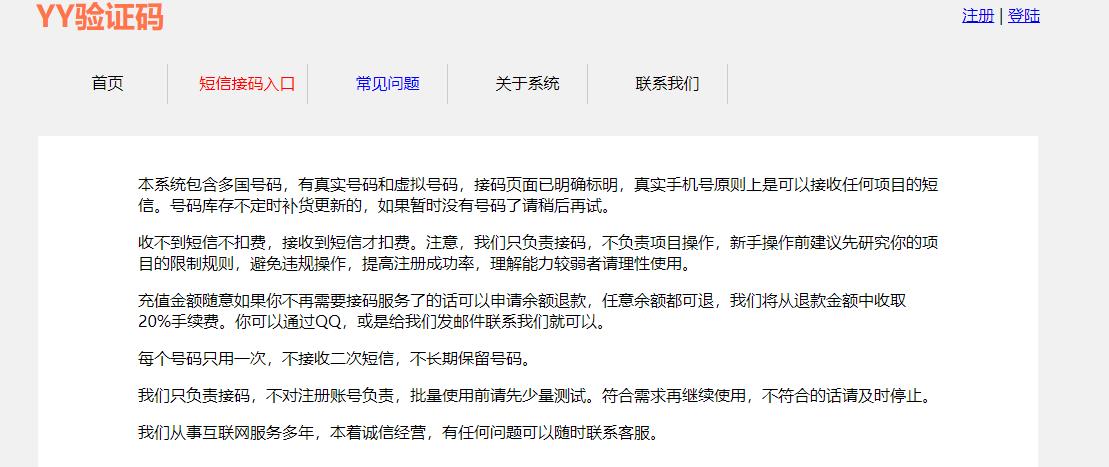 YY验证码
注册 | 登陆
首页
短信接码入口
常见问题
关于系统
联系我们
本系统包含多国号码，有真实号码和虚拟号码，接码页面已明确标明，真实手机号原则上是可以接收任何项目的短
信。号码库存不定时补货更新的，如果暂时没有号码了请稍后再试。
收不到短信不扣费，接收到短信才扣费。注意，我们只负责接码，不负责项目操作，新手操作前建议先研究你的项
目的限制规则，避免违规操作，提高注册成功率，理解能力较弱者请理性使用。
充值金额随意如果你不再需要接码服务了的话可以申请余额退款，任意余额都可退，我们将从退款金额中收取
20%手续费。你可以通过QQ，或是给我们发邮件联系我们就可以。
每个号码只用一次，不接收二次短信，不长期保留号码。
我们只负责接码，不对注册账号负责，批量使用前请先少量测试。符合需求再继续使用，不符合的话请及时停止。
我们从事互联网服务多年，本着诚信经营，有任何问题可以随时联系客服。